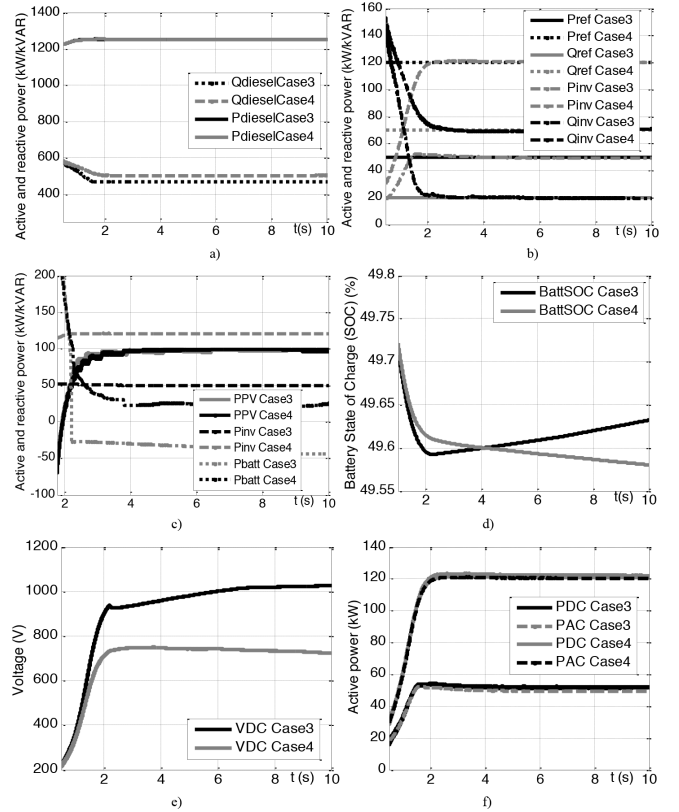 Active and reactive power (kW/kVAR)
1400
1200
1000
800
600
400
QdieselCase3
QdieselCase4
PdieselCase3
PdieselCase4
2
4
6
8
t(s)
10
a)
Active and reactive power (kW/kVAR)
160
140
120
100
80
60
40
20
0
Pref Case3
Pref Case4
Qref Case3
Qref Case4
Pinv Case3
Pinv Case4
Qinv Case3
Qinv Case4
2
4
6
8
t (s)
10
b)
Active and reactive power (kW/kVAR)
200
150
100
50
0
-50
-100
PPV Case3
PPV Case4
Pinv Case3
Pinv Case4
Pbatt Case3
Pbatt Case4
2
4
6
8
t(s)
10
c)
Battery State of Charge (SOC) (%)
49.8
49.75
49.7
49.65
49.6
49.55
BattSOC Case3
BattSOC Case4
2
4
6
8
t(s)
10
d)
Voltage (V)
1200
1000
800
600
400
200
VDC Case3
VDC Case4
2
4
6
8
t (s)
10
e)
Active power (kW)
140
120
100
80
60
40
20
0
PDC Case3
PAC Case3
PDC Case4
PAC Case4
2
4
6
8
t (s)
10
f)